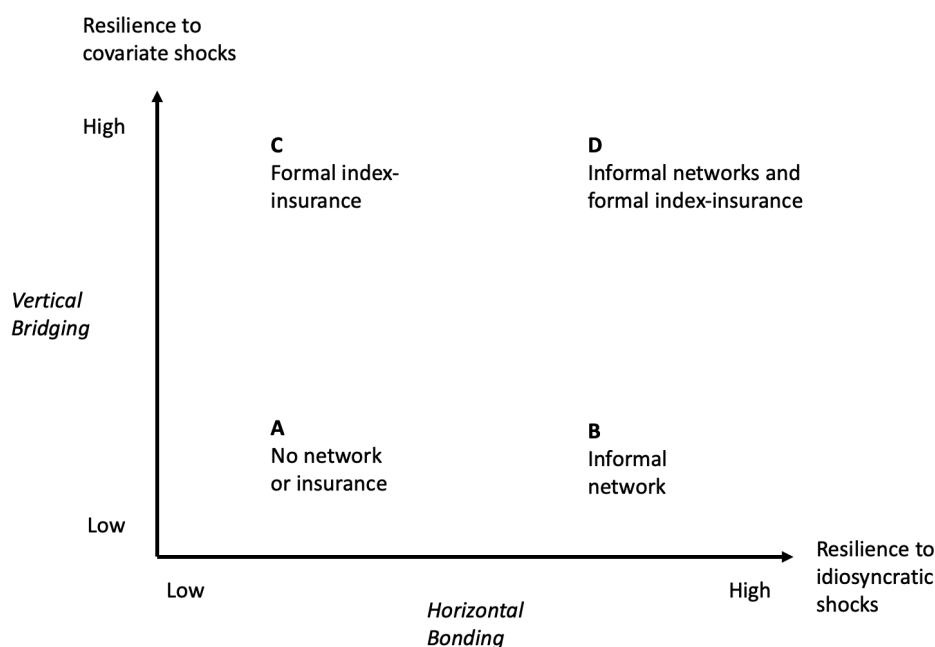 Resilience to
covariate shocks
High
C
Formal index-
insurance
D
Informal networks and
formal index-insurance
Vertical
Bridging
A
No network
or insurance
B
Informal
network
Low
Low
High
Horizontal
Bonding
Resilience to
idiosyncratic
shocks